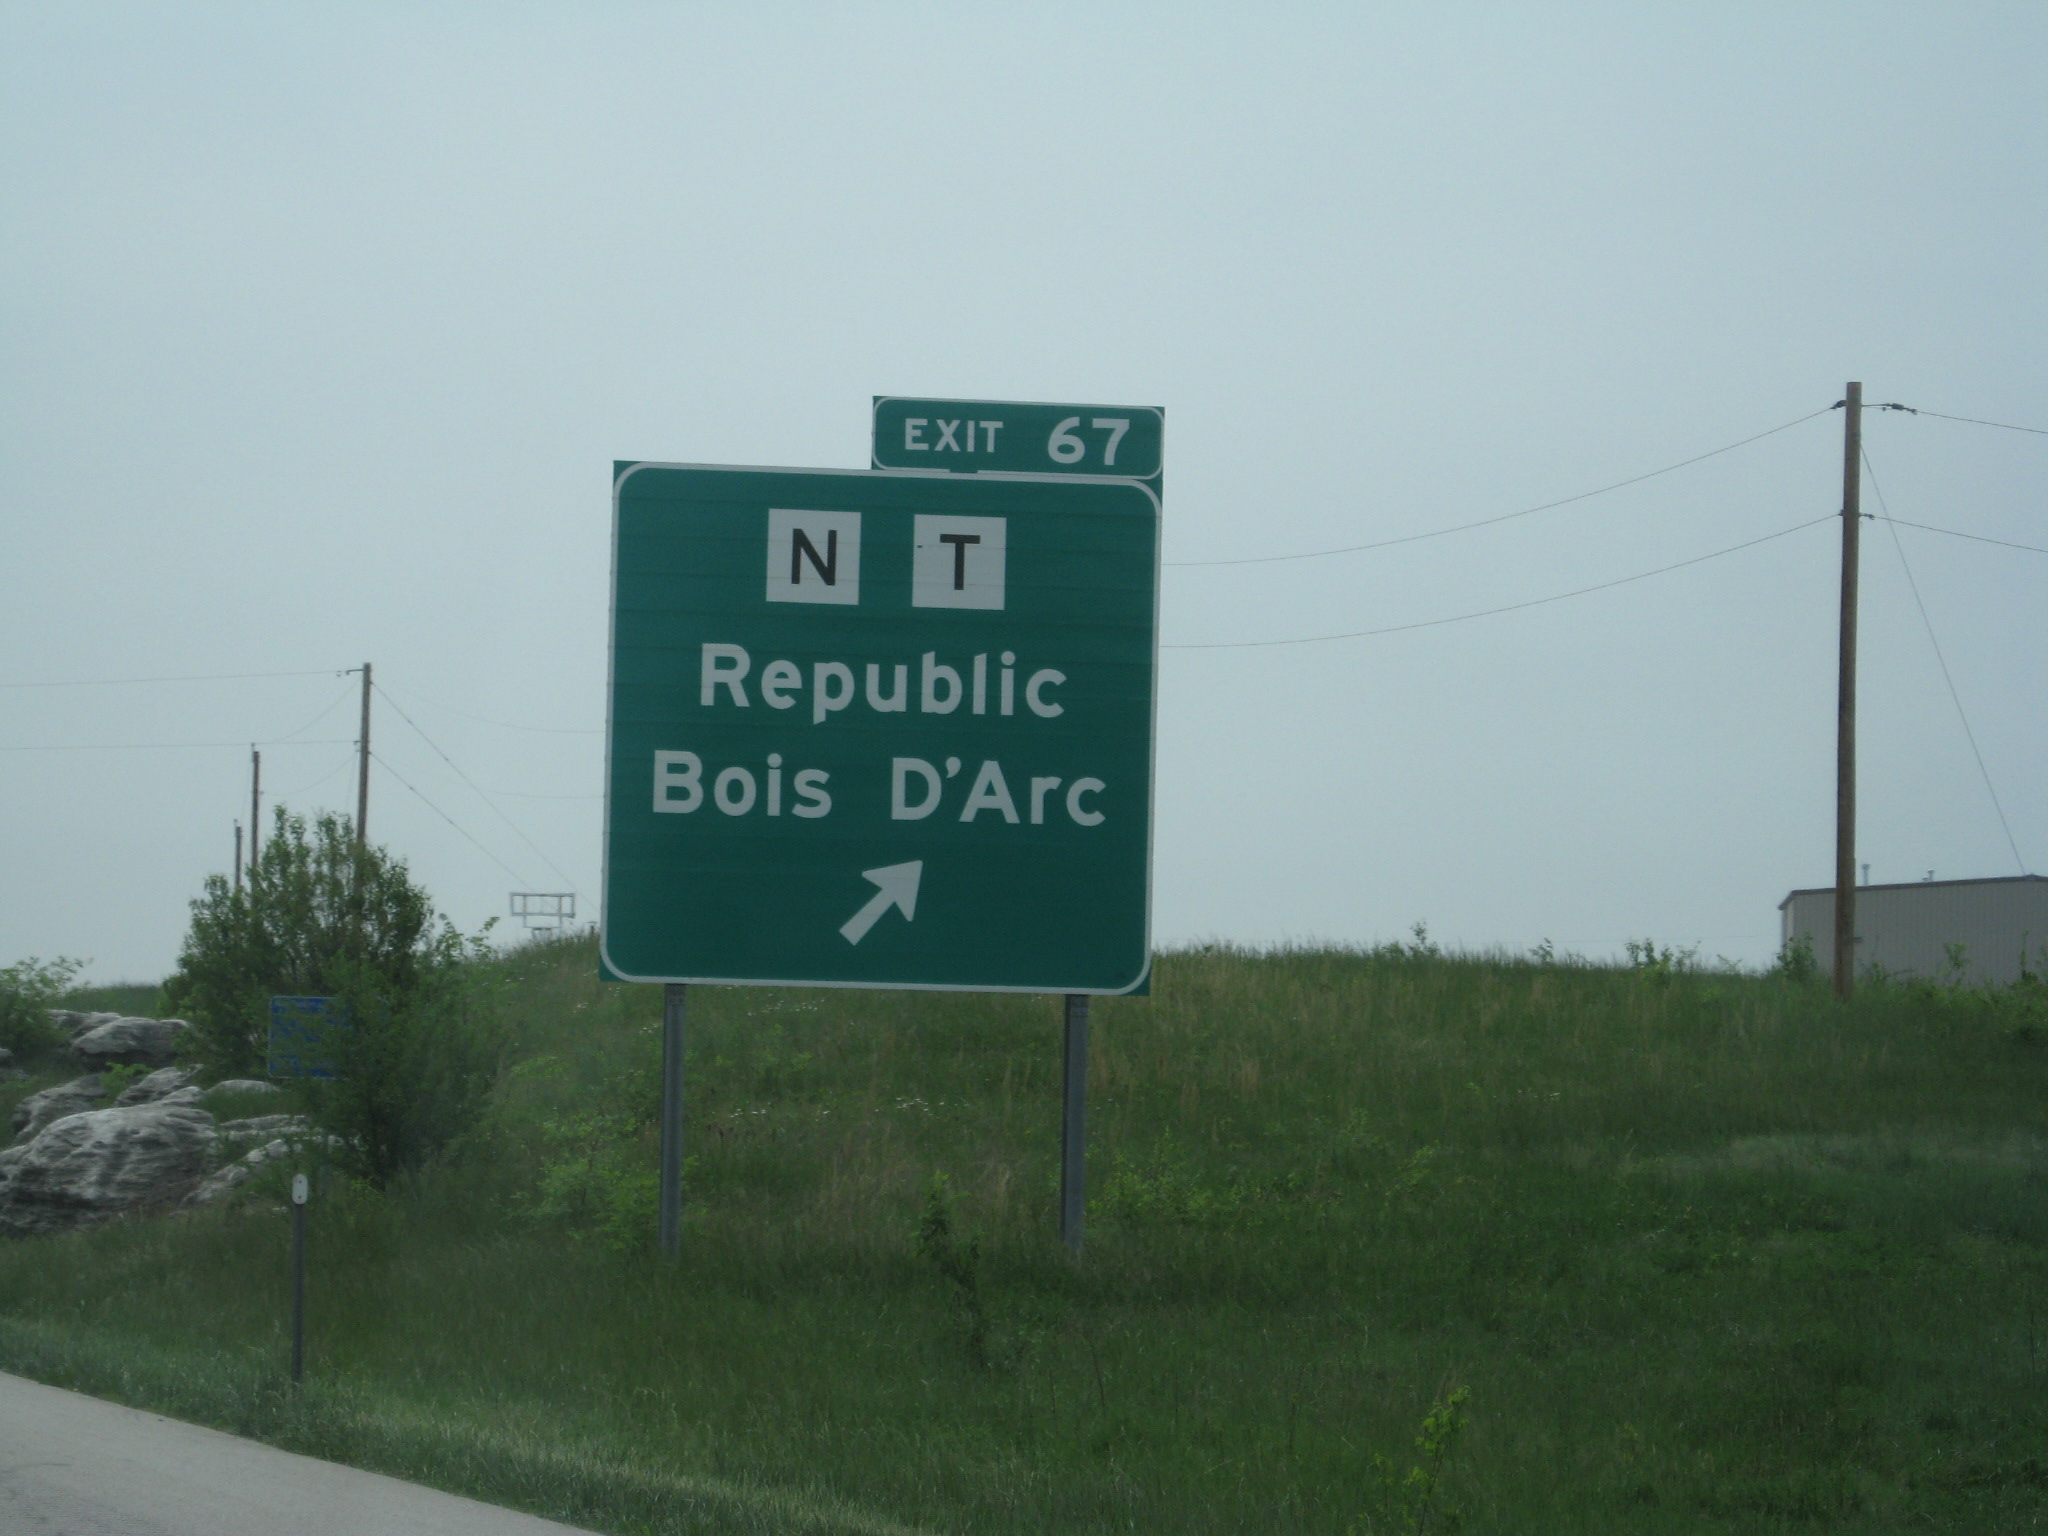 EXIT 67
N T
Republic
Bois D'Arc